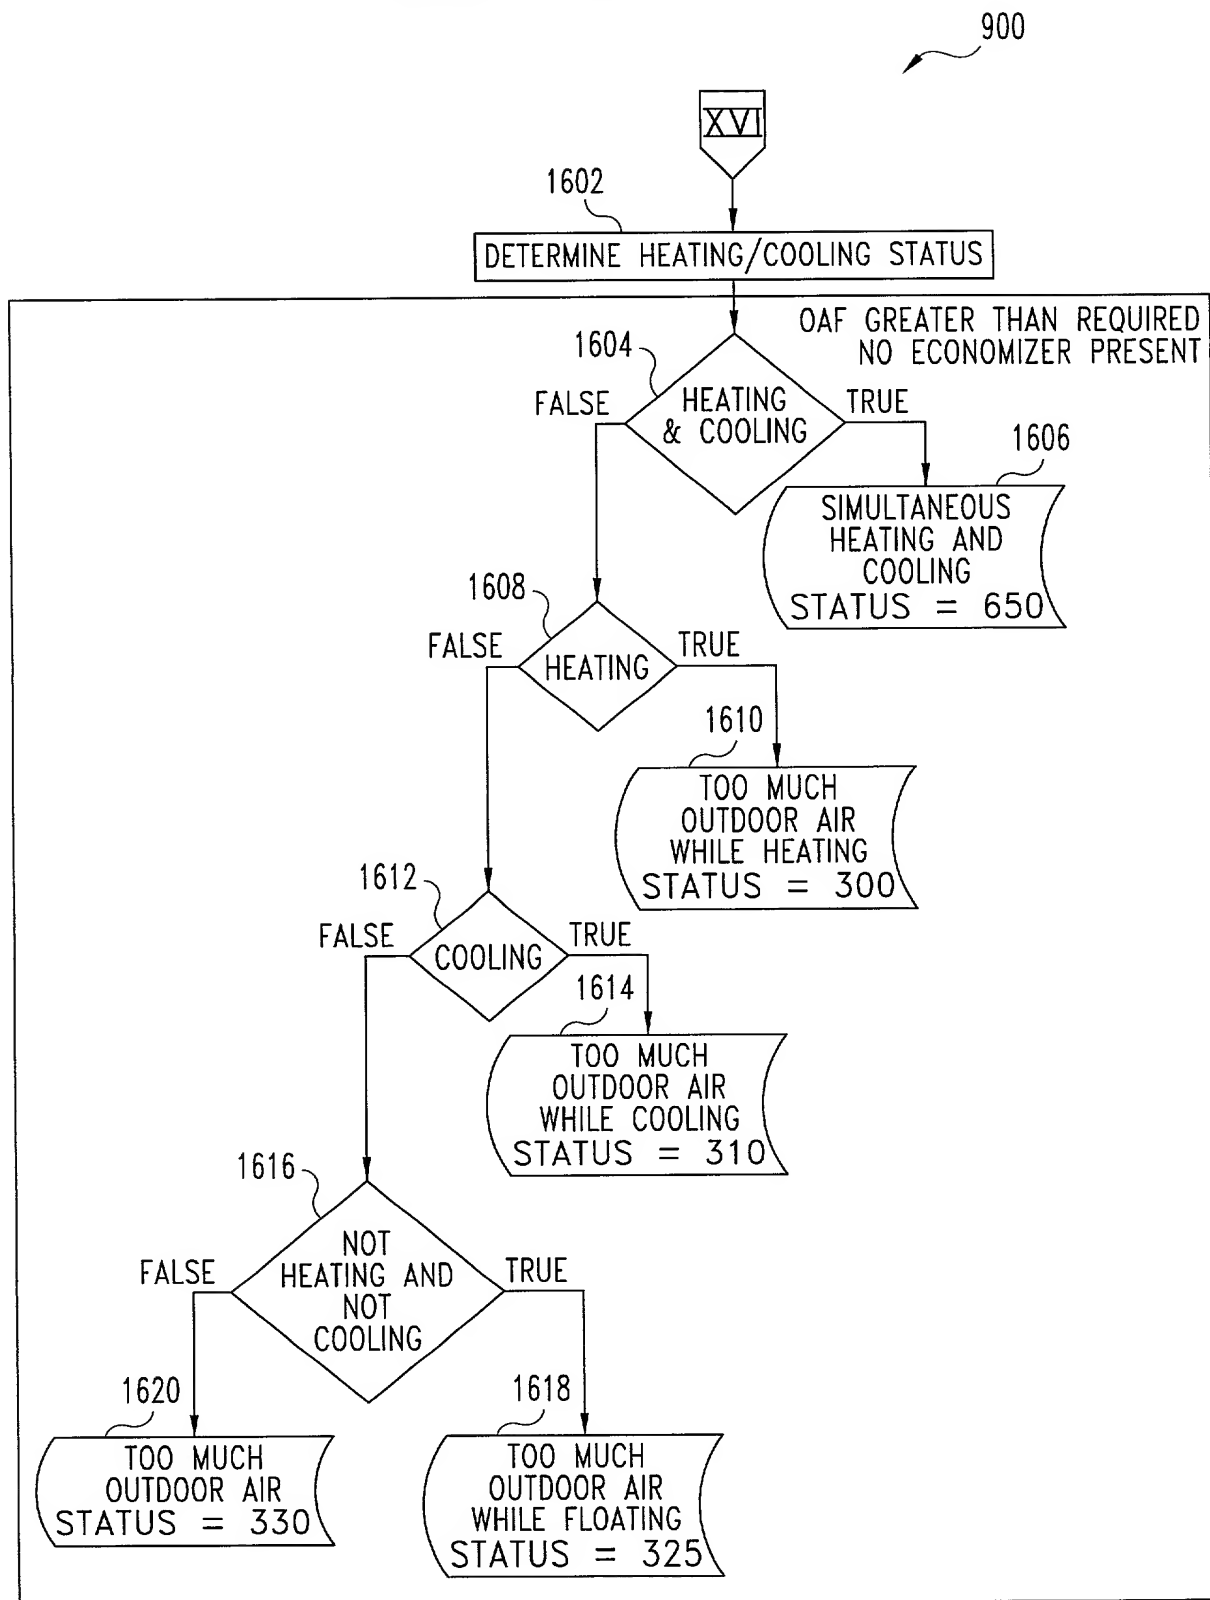 900
XVI
1602
DETERMINE HEATING/COOLING STATUS
OAF GREATER THAN REQUIRED
NO ECONOMIZER PRESENT
1604
FALSE
HEATING
& COOLING
TRUE
1606
SIMULTANEOUS
HEATING AND
COOLING
STATUS = 650
1608
FALSE
HEATING
TRUE
1610
TOO MUCH
OUTDOOR AIR
WHILE HEATING
STATUS = 300
1612
FALSE
COOLING
TRUE
1614
TOO MUCH
OUTDOOR AIR
WHILE COOLING
STATUS = 310
1616
FALSE
NOT
HEATING AND
NOT
COOLING
TRUE
1620
TOO MUCH
OUTDOOR AIR
STATUS = 330
1618
TOO MUCH
OUTDOOR AIR
WHILE FLOATING
STATUS = 325